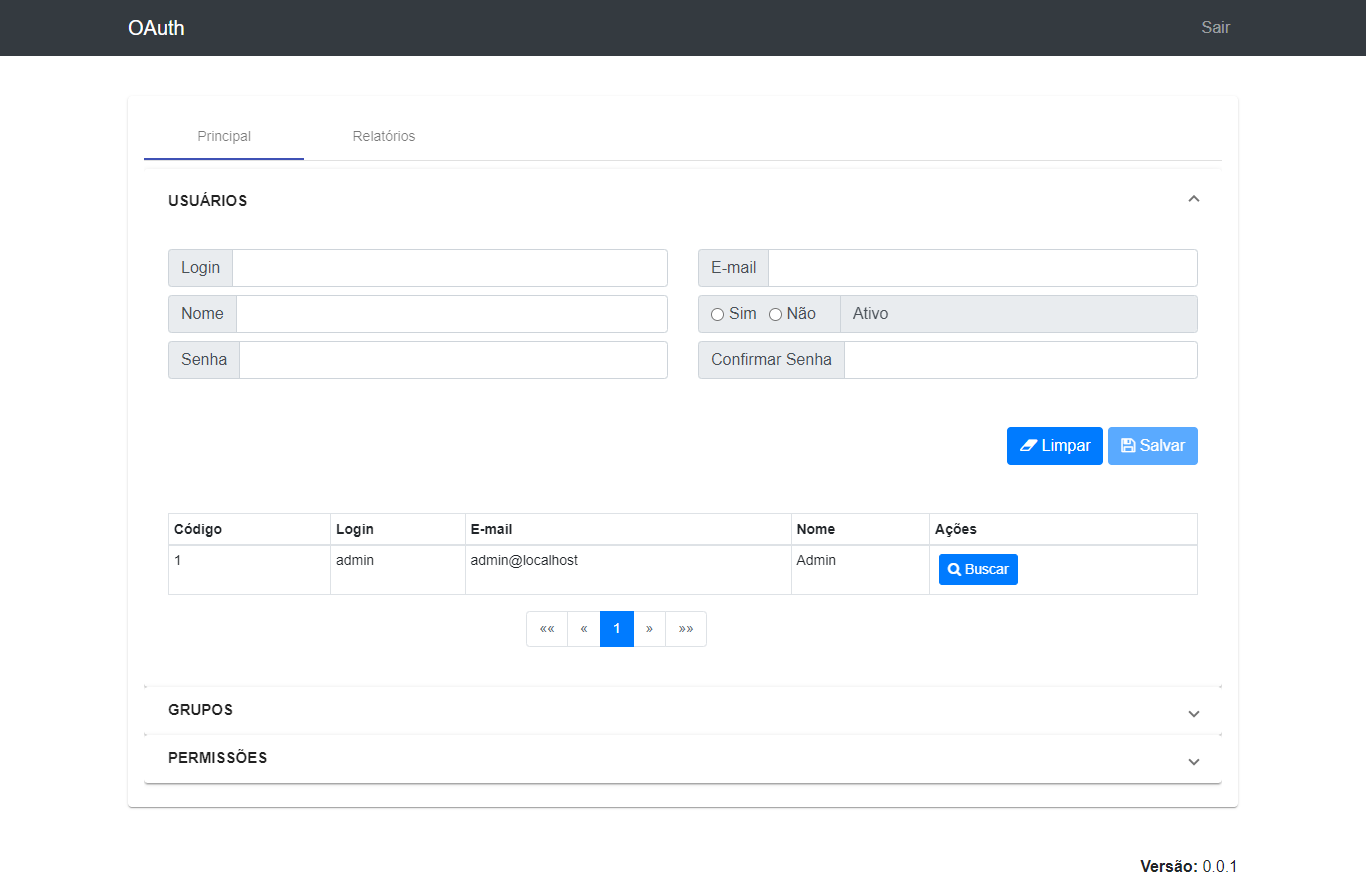 OAuth Sair
Principal Relatórios
USUÁRIOS
Login E-mail
Nome Sim Não Ativo
Senha Confirmar Senha
Limpar Salvar
Código Login E-mail Nome Ações
1 admin admin@localhost Admin Buscar
«« « 1 » »»
GRUPOS
PERMISSÕES
Versão: 0.0.1